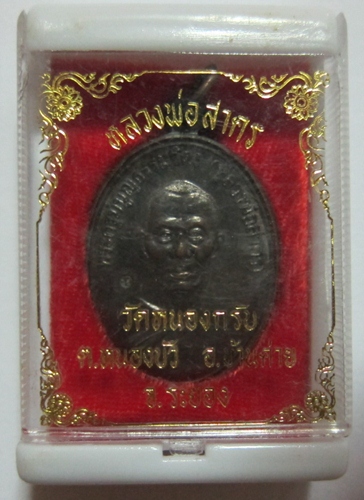 หลวงพ่อสาคร
วัดหนองกรับ
ต.หนองบัว อ.บ้านค่าย
จ.ระยอง